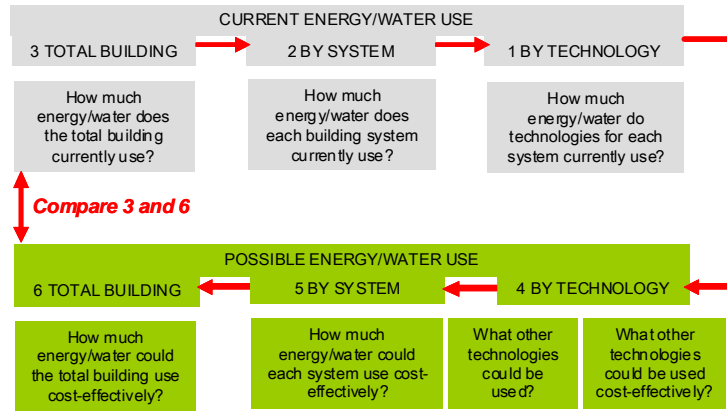 CURRENT ENERGY/WATER USE
3 TOTAL BUILDING
2 BY SYSTEM
1 BY TECHNOLOGY
How much
energy/water does
the total building
currently use?
How much
energy/water does
each building system
currently use?
How much
energy/water do
technologies for each
system currently use?
Compare 3 and 6
POSSIBLE ENERGY/WATER USE
6 TOTAL BUILDING
5 BY SYSTEM
4 BY TECHNOLOGY
How much
energy/water could
the total building use
cost-effectively?
How much
energy/water could
each system use cost-
effectively?
What other
technologies
could be
used?
What other
technologies
could be used
cost-effectively?